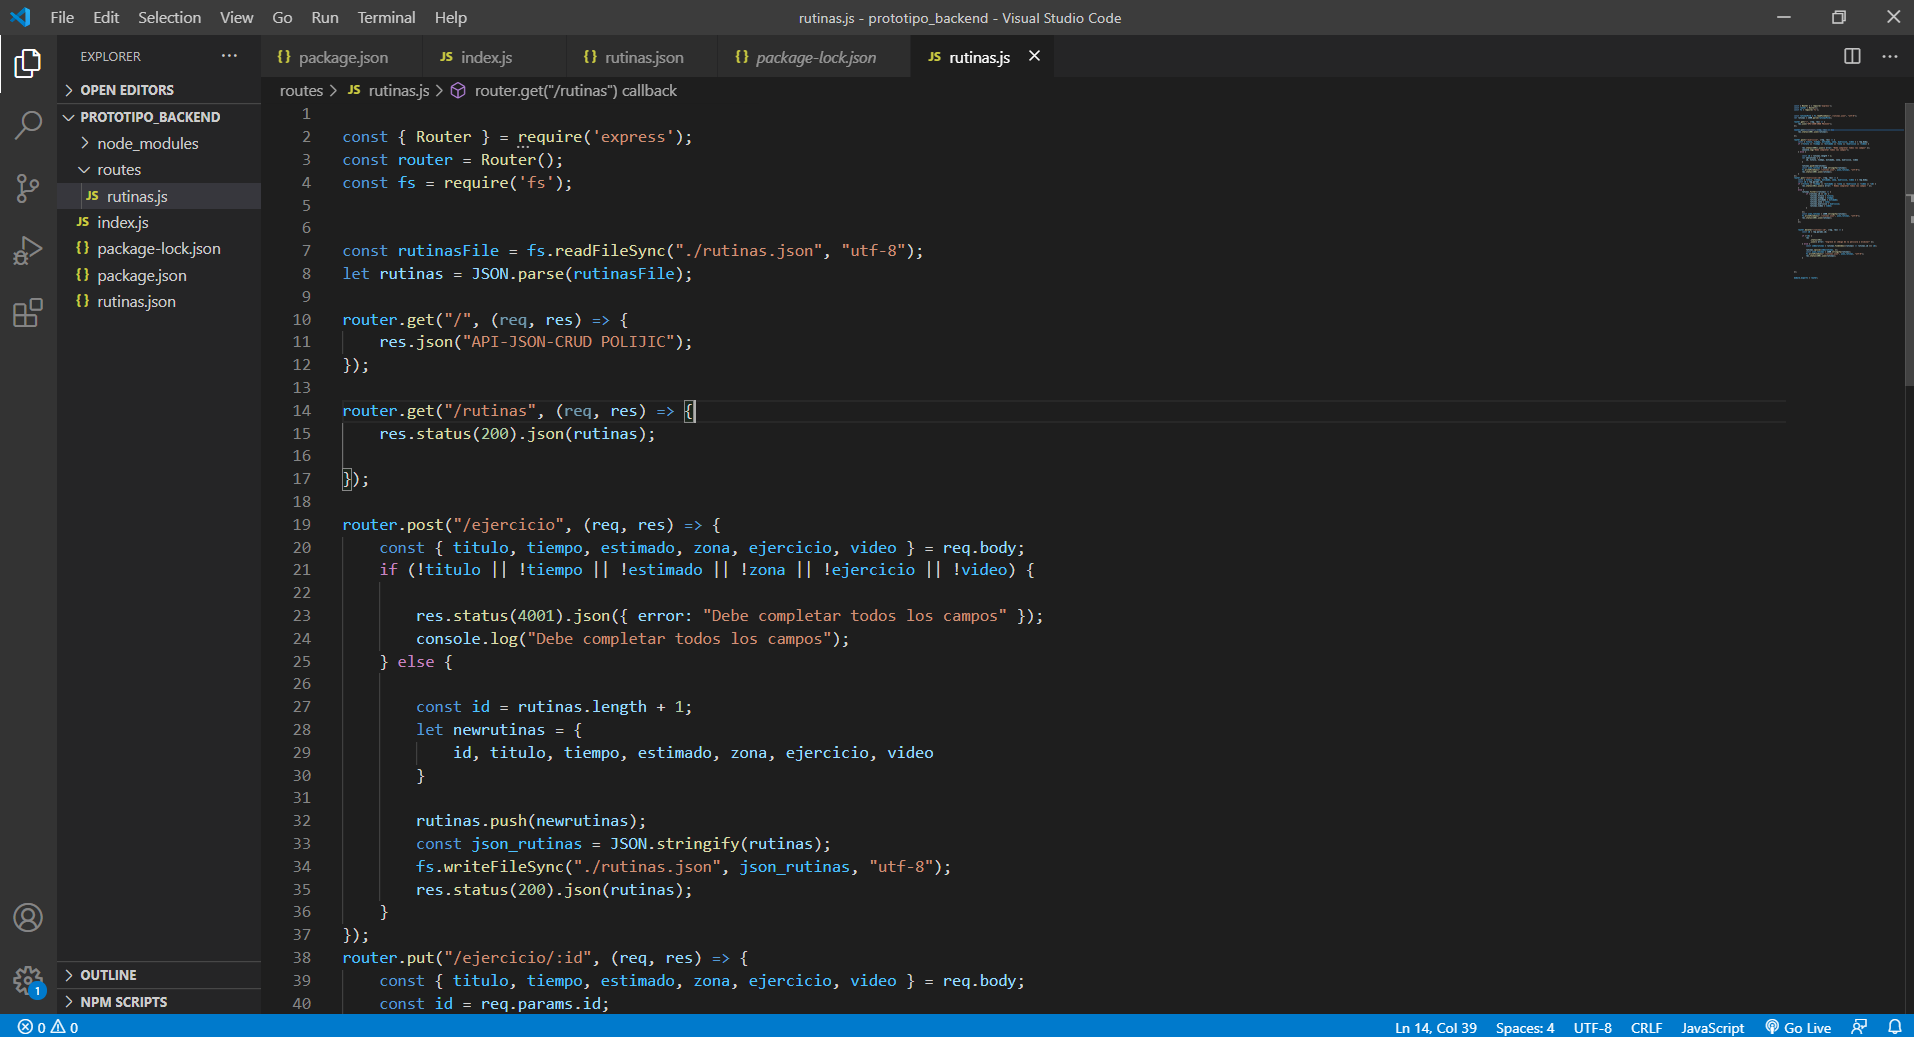 File Edit Selection View Go Run Terminal Help
rutinas.js - prototipo_backend - Visual Studio Code
EXPLORER
OPEN EDITORS
PROTOTIPO_BACKEND
node_modules
routes
JS rutinas.js
JS index.js
{} package-lock.json
{} package.json
{} rutinas.json
OUTLINE
NPM SCRIPTS
1
{} package.json JS index.js {} rutinas.json {} package-lock.json JS rutinas.js
routes > JS rutinas.js > router.get("/rutinas") callback
1
2 const { Router } = require('express');
3 const router = Router();
4 const fs = require('fs');
5
6
7 const rutinasFile = fs.readFileSync("./rutinas.json", "utf-8");
8 let rutinas = JSON.parse(rutinasFile);
9
10 router.get("/", (req, res) => {
11 res.json("API-JSON-CRUD POLIJIC");
12 });
13
14 router.get("/rutinas", (req, res) => {
15 res.status(200).json(rutinas);
16
17 });
18
19 router.post("/ejercicio", (req, res) => {
20 const { titulo, tiempo, estimado, zona, ejercicio, video } = req.body;
21 if (!titulo || !tiempo || !estimado || !zona || !ejercicio || !video) {
22
23 res.status(4001).json({ error: "Debe completar todos los campos" });
24 console.log("Debe completar todos los campos");
25 } else {
26
27 const id = rutinas.length + 1;
28 let newrutinas = {
29 id, titulo, tiempo, estimado, zona, ejercicio, video
30 }
31
32 rutinas.push(newrutinas);
33 const json_rutinas = JSON.stringify(rutinas);
34 fs.writeFileSync("./rutinas.json", json_rutinas, "utf-8");
35 res.status(200).json(rutinas);
36 }
37 });
38 router.put("/ejercicio/:id", (req, res) => {
39 const { titulo, tiempo, estimado, zona, ejercicio, video } = req.body;
40 const id = req.params.id;
0 0 Ln 14, Col 39 Spaces: 4 UTF-8 CRLF JavaScript Go Live